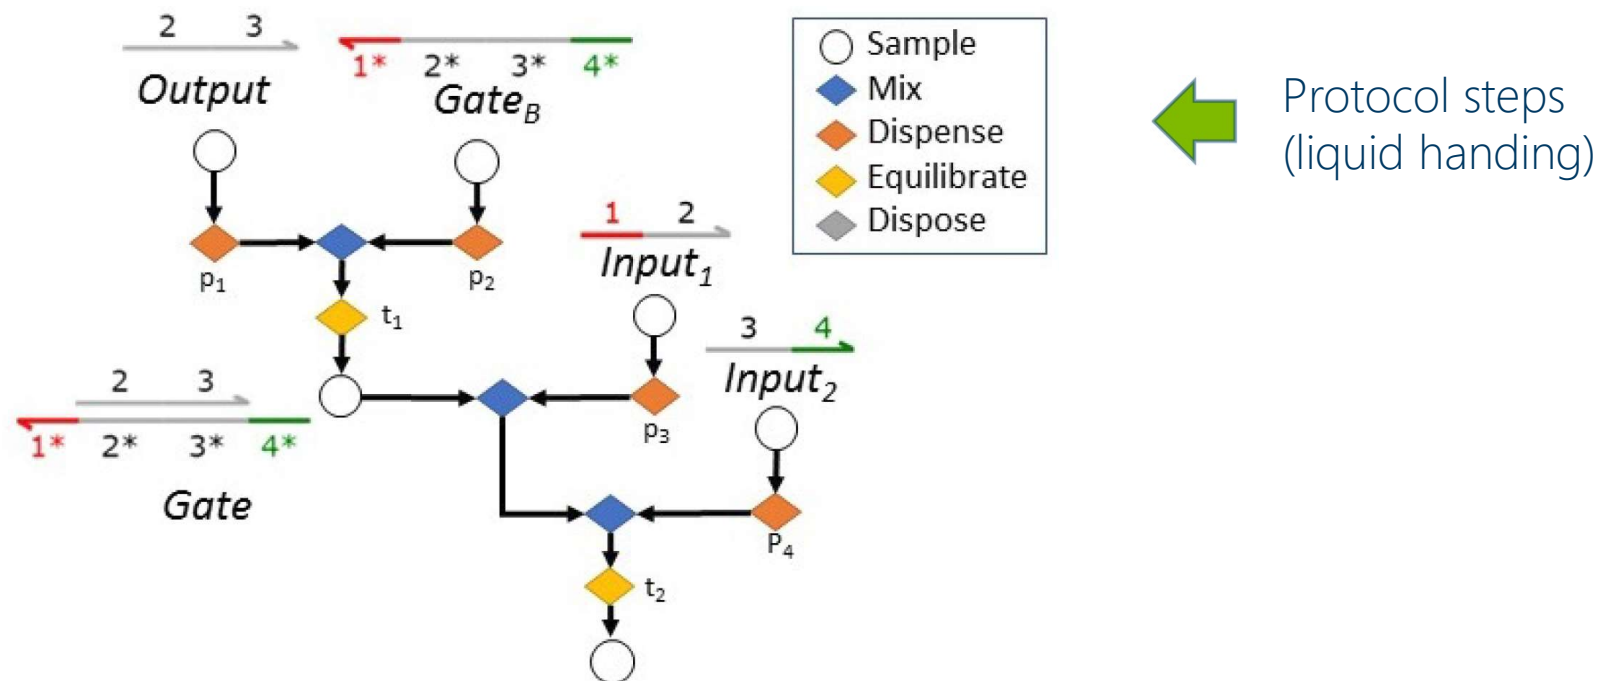 2 3
Output
1* 2* 3* 4*
Gate_B
Sample
Mix
Dispense
Equilibrate
Dispose
Protocol steps
(liquid handing)
p₁
p₂
t₁
1 2
Input₁
3 4
Input₂
2 3
1* 2* 3* 4*
Gate
p₃
P₄
t₂